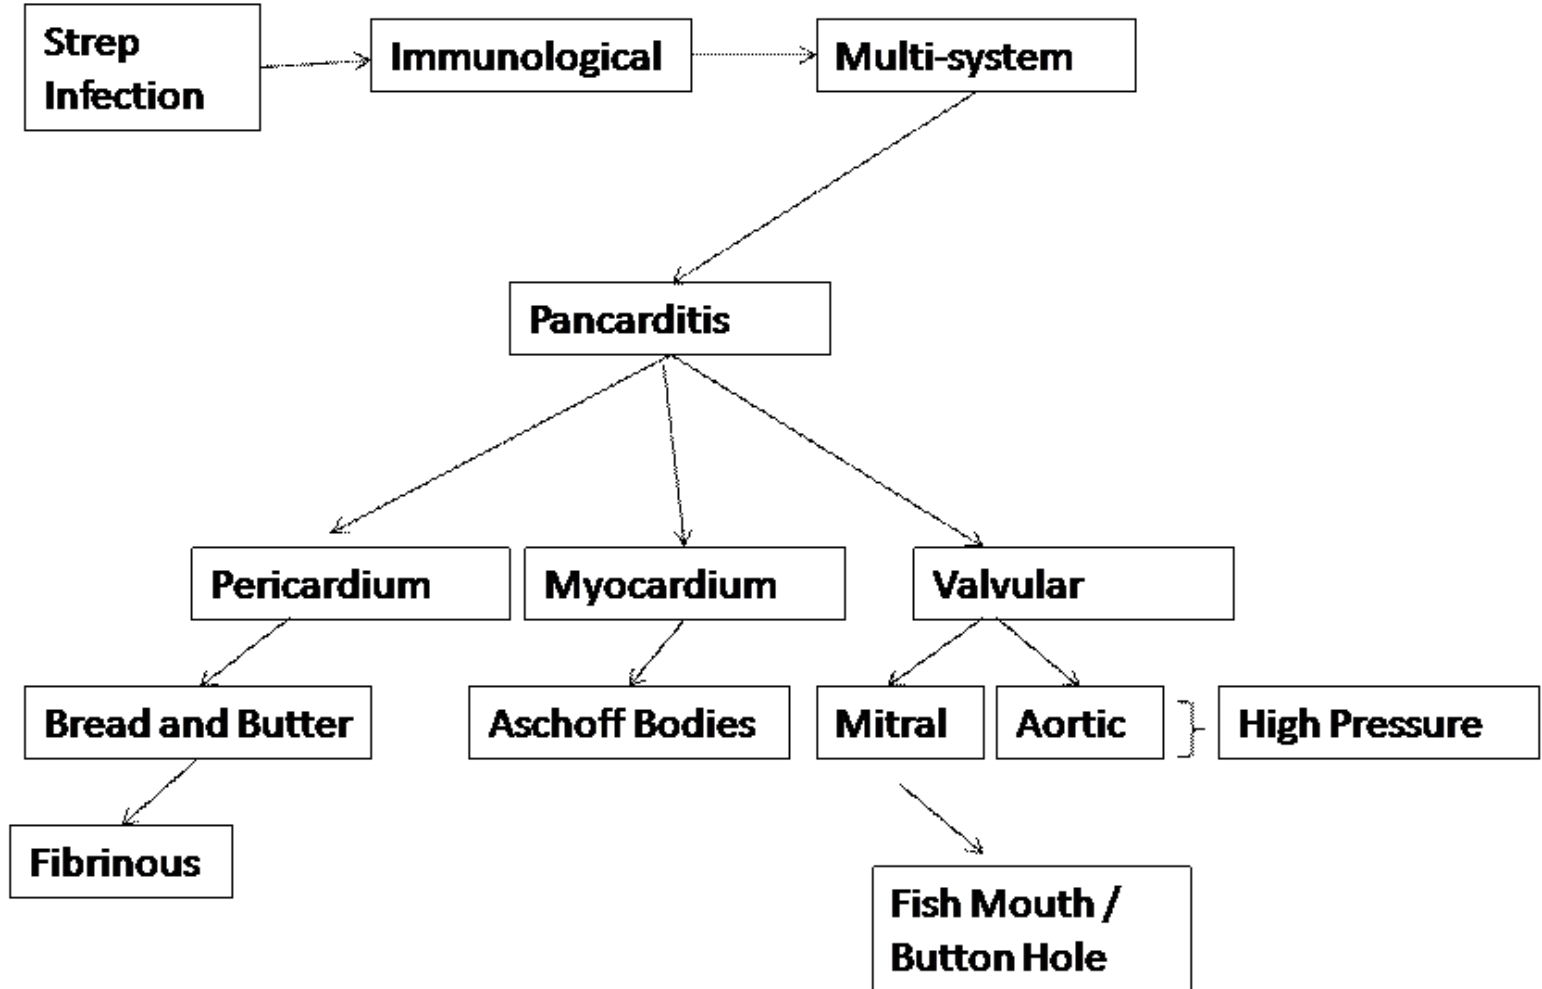 Strep
Infection
Immunological
Multi-system
Pancarditis
Pericardium
Myocardium
Valvular
Bread and Butter
Aschoff Bodies
Mitral
Aortic
High Pressure
Fibrinous
Fish Mouth /
Button Hole